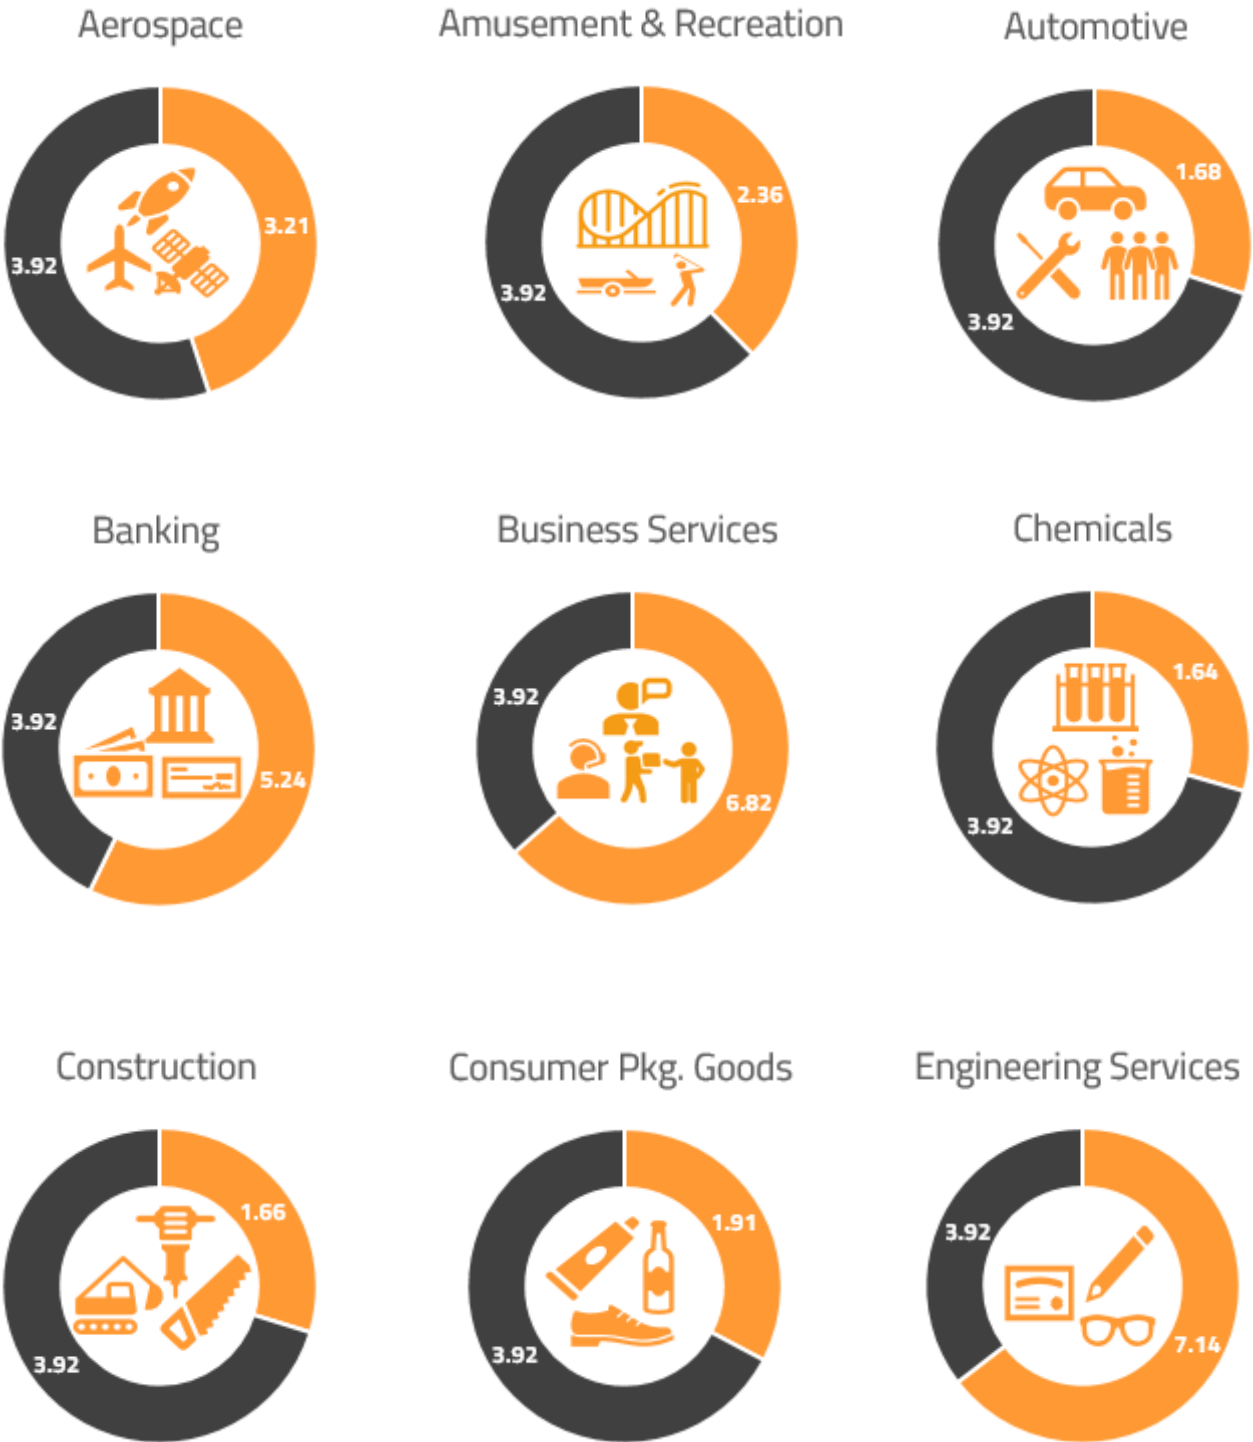 Aerospace
Amusement & Recreation
Automotive
3.21
3.92
2.36
3.92
1.68
3.92
Banking
Business Services
Chemicals
3.92
5.24
3.92
6.82
1.64
3.92
Construction
Consumer Pkg. Goods
Engineering Services
1.66
3.92
1.91
3.92
3.92
7.14